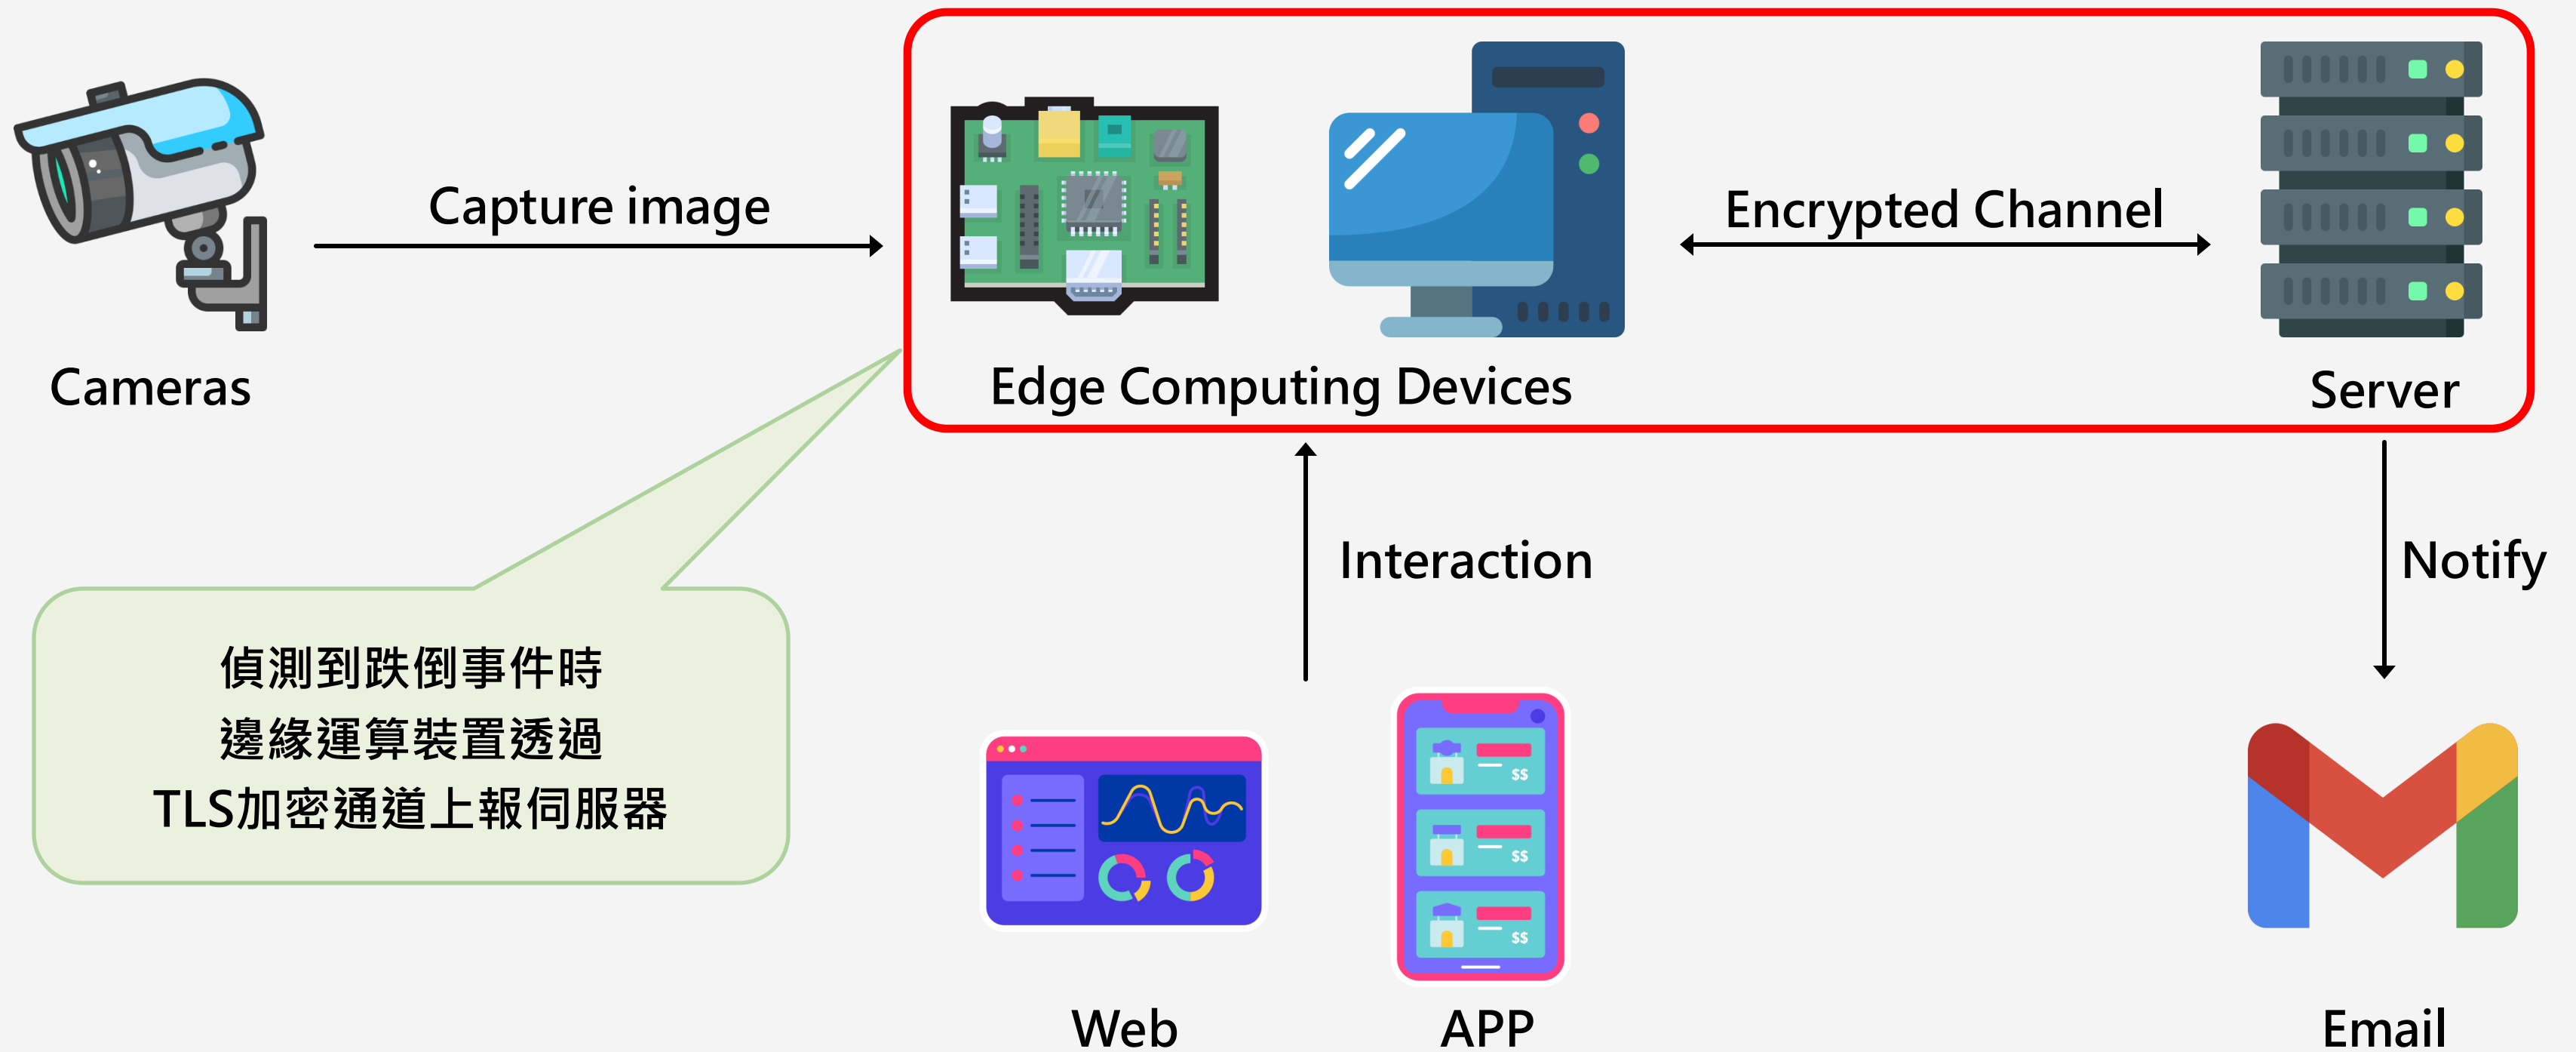 Capture image
Encrypted Channel
Cameras
Edge Computing Devices
Server
Interaction
Notify
偵測到跌倒事件時
邊緣運算裝置透過
TLS加密通道上報伺服器
$$
$$
$$
Web
APP
Email